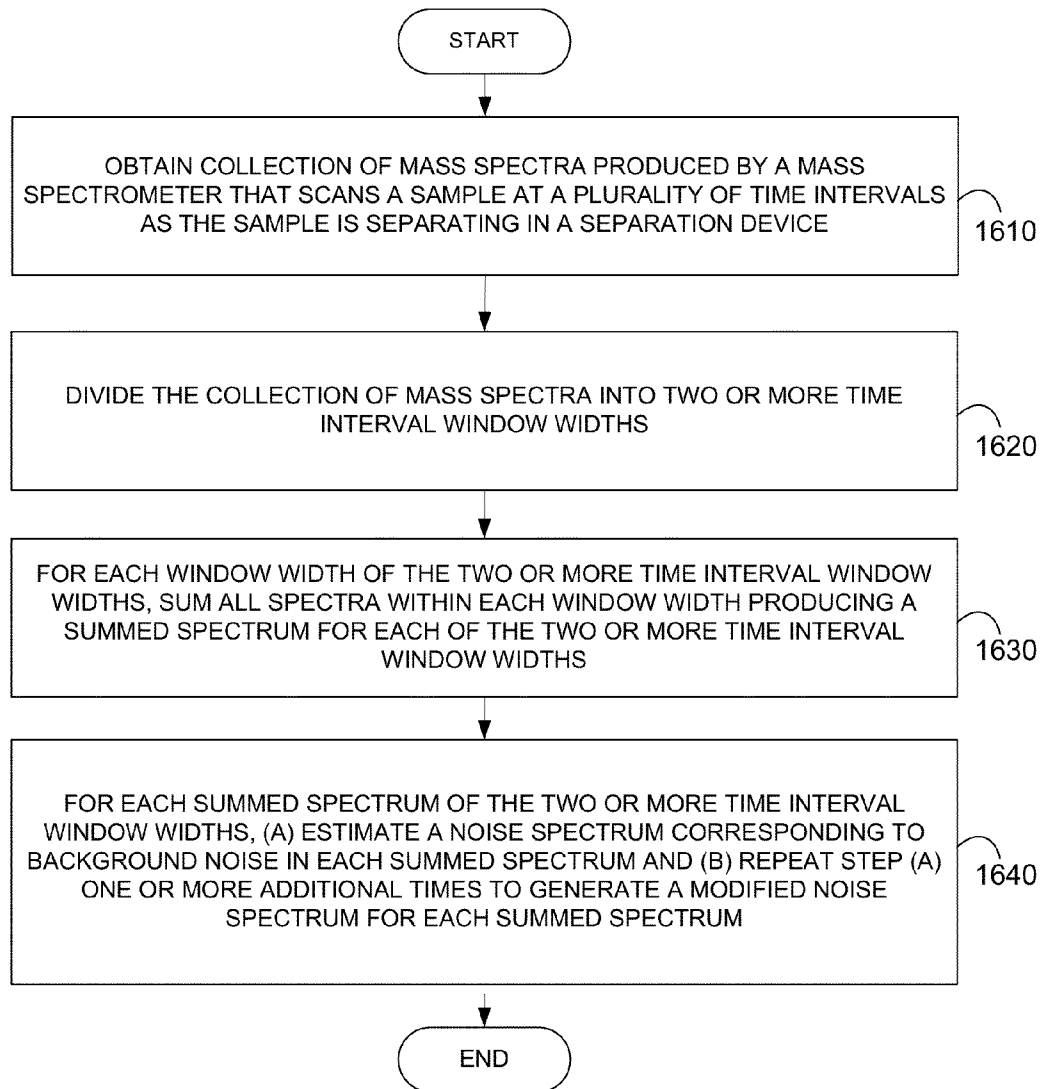 START
OBTAIN COLLECTION OF MASS SPECTRA PRODUCED BY A MASS
SPECTROMETER THAT SCANS A SAMPLE AT A PLURALITY OF TIME INTERVALS
AS THE SAMPLE IS SEPARATING IN A SEPARATION DEVICE
1610
DIVIDE THE COLLECTION OF MASS SPECTRA INTO TWO OR MORE TIME
INTERVAL WINDOW WIDTHS
1620
FOR EACH WINDOW WIDTH OF THE TWO OR MORE TIME INTERVAL WINDOW
WIDTHS, SUM ALL SPECTRA WITHIN EACH WINDOW WIDTH PRODUCING A
SUMMED SPECTRUM FOR EACH OF THE TWO OR MORE TIME INTERVAL
WINDOW WIDTHS
1630
FOR EACH SUMMED SPECTRUM OF THE TWO OR MORE TIME INTERVAL
WINDOW WIDTHS, (A) ESTIMATE A NOISE SPECTRUM CORRESPONDING TO
BACKGROUND NOISE IN EACH SUMMED SPECTRUM AND (B) REPEAT STEP (A)
ONE OR MORE ADDITIONAL TIMES TO GENERATE A MODIFIED NOISE
SPECTRUM FOR EACH SUMMED SPECTRUM
1640
END